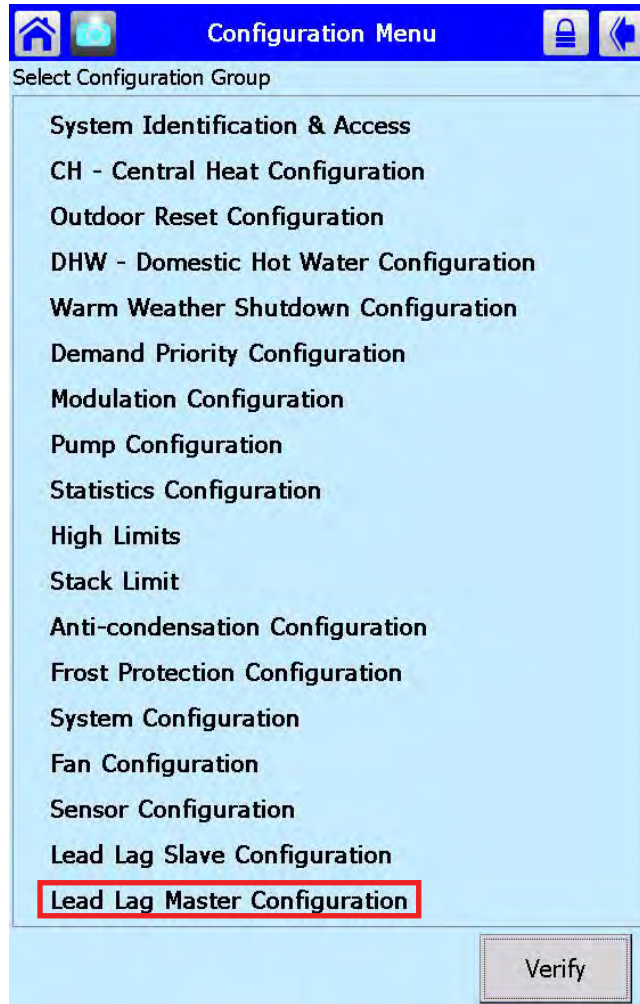 Configuration Menu
Select Configuration Group
System Identification & Access
CH - Central Heat Configuration
Outdoor Reset Configuration
DHW - Domestic Hot Water Configuration
Warm Weather Shutdown Configuration
Demand Priority Configuration
Modulation Configuration
Pump Configuration
Statistics Configuration
High Limits
Stack Limit
Anti-condensation Configuration
Frost Protection Configuration
System Configuration
Fan Configuration
Sensor Configuration
Lead Lag Slave Configuration
Lead Lag Master Configuration
Verify